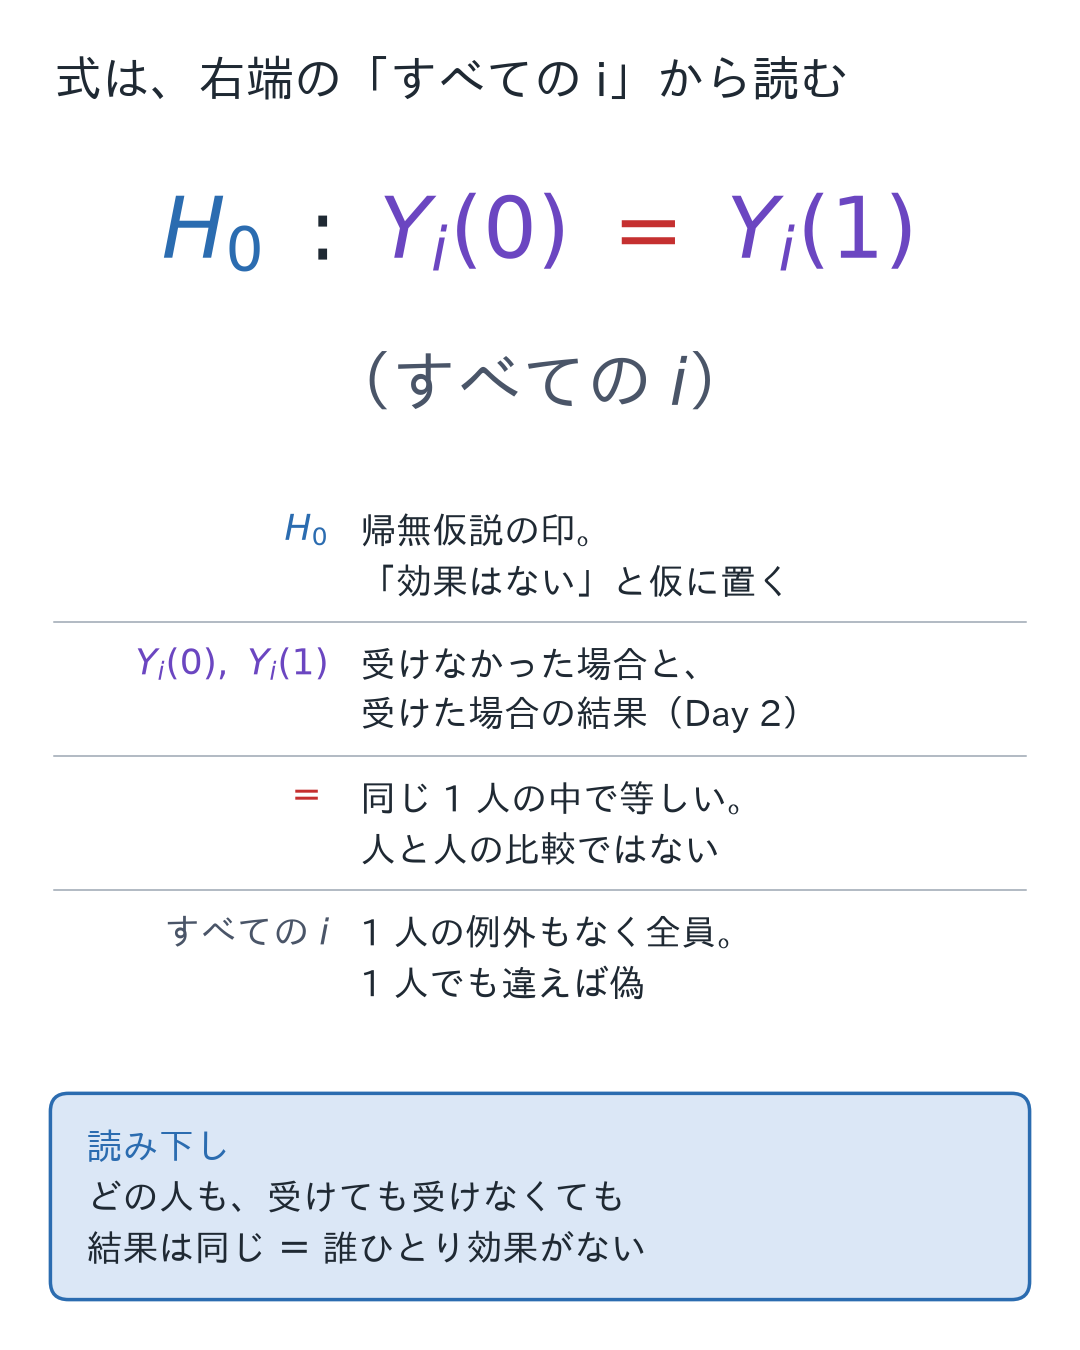 式は、右端の「すべての i」から読む
H₀ : Yᵢ(0) = Yᵢ(1)
（すべての i）
H₀ 帰無仮説の印。
「効果はない」と仮に置く
Yᵢ(0), Yᵢ(1) 受けなかった場合と、
受けた場合の結果（Day 2）
= 同じ 1 人の中で等しい。
人と人の比較ではない
すべての i 1 人の例外もなく全員。
1 人でも違えば偽
読み下し
どの人も、受けても受けなくても
結果は同じ = 誰ひとり効果がない